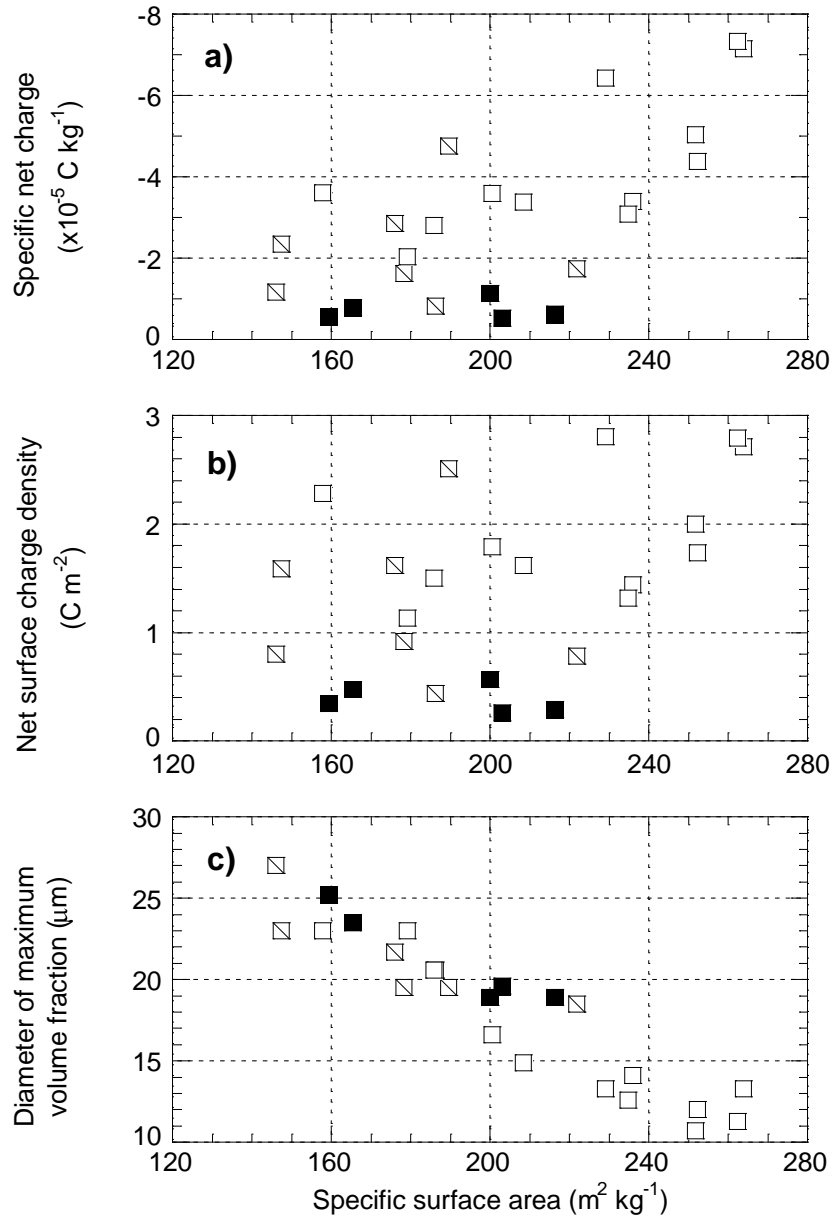 a)
Specific net charge
(x10⁻⁵ C kg⁻¹)
-8
-6
-4
-2
0
120 160 200 240 280
b)
Net surface charge density
(C m⁻²)
3
2
1
0
120 160 200 240 280
c)
Diameter of maximum
volume fraction (μm)
30
25
20
15
10
120 160 200 240 280
Specific surface area (m² kg⁻¹)